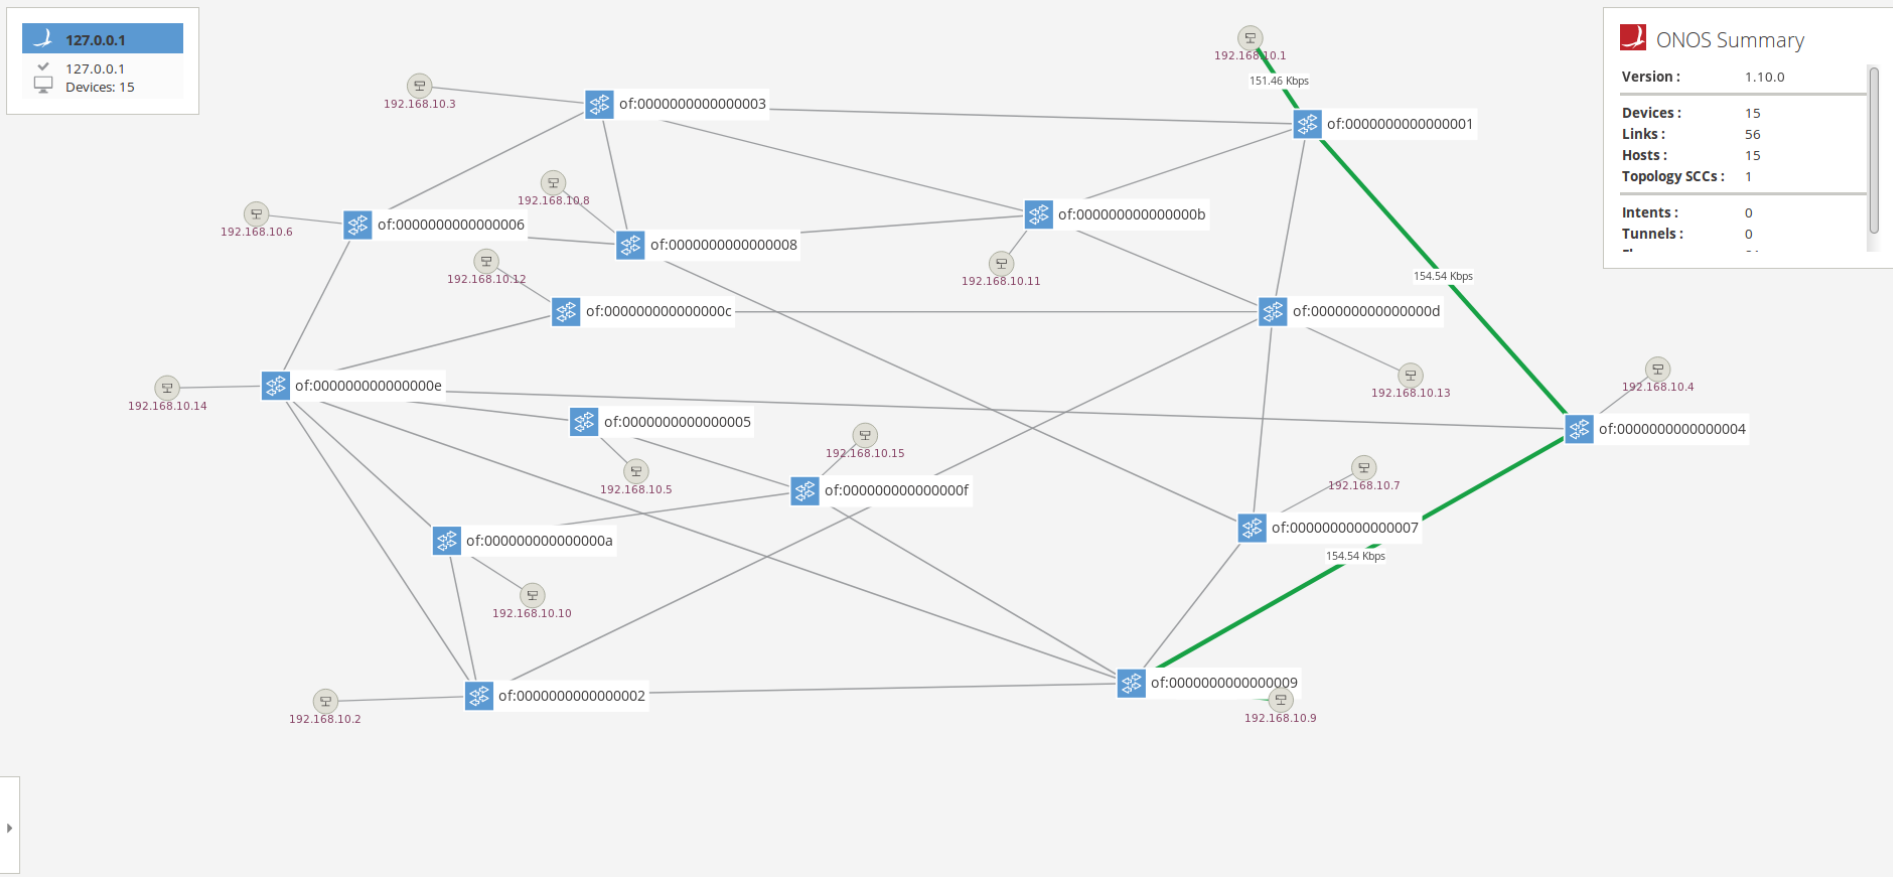 127.0.0.1
127.0.0.1
Devices: 15
ONOS Summary
Version : 1.10.0
Devices : 15
Links : 56
Hosts : 15
Topology SCCs : 1
Intents : 0
Tunnels : 0
192.168.10.1
151.46 Kbps
192.168.10.3
of:0000000000000003
of:0000000000000001
192.168.10.8
192.168.10.6
of:0000000000000006
of:000000000000000b
of:0000000000000008
192.168.10.12
192.168.10.11
154.54 Kbps
of:000000000000000c
of:000000000000000d
192.168.10.14
of:000000000000000e
192.168.10.13
192.168.10.4
of:0000000000000005
of:0000000000000004
192.168.10.15
192.168.10.5
of:000000000000000f
192.168.10.7
of:000000000000000a
of:0000000000000007
154.54 Kbps
192.168.10.10
of:0000000000000002
of:0000000000000009
192.168.10.2
192.168.10.9